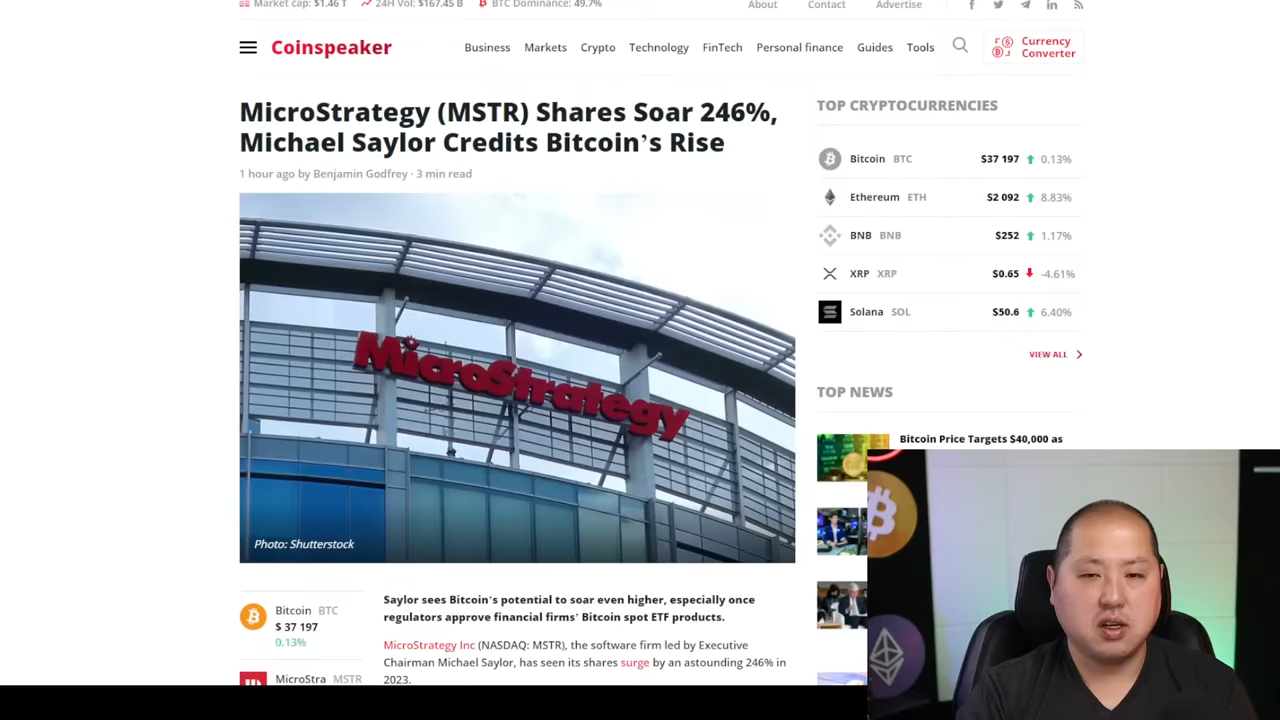 Market cap: $1.46 T 24H Vol: $167.45 B BTC Dominance: 49.7%
About Contact Advertise
Coinspeaker
Business Markets Crypto Technology FinTech Personal finance Guides Tools
Currency
Converter
MicroStrategy (MSTR) Shares Soar 246%,
Michael Saylor Credits Bitcoin's Rise
1 hour ago by Benjamin Godfrey · 3 min read
MicroStrategy
Photo: Shutterstock
Bitcoin BTC
$ 37 197
0.13%
MicroStra MSTR
Saylor sees Bitcoin's potential to soar even higher, especially once
regulators approve financial firms' Bitcoin spot ETF products.
MicroStrategy Inc (NASDAQ: MSTR), the software firm led by Executive
Chairman Michael Saylor, has seen its shares surge by an astounding 246% in
2023.
TOP CRYPTOCURRENCIES
Bitcoin BTC $37 197 0.13%
Ethereum ETH $2 092 8.83%
BNB BNB $252 1.17%
XRP XRP $0.65 -4.61%
Solana SOL $50.6 6.40%
VIEW ALL
TOP NEWS
Bitcoin Price Targets $40,000 as